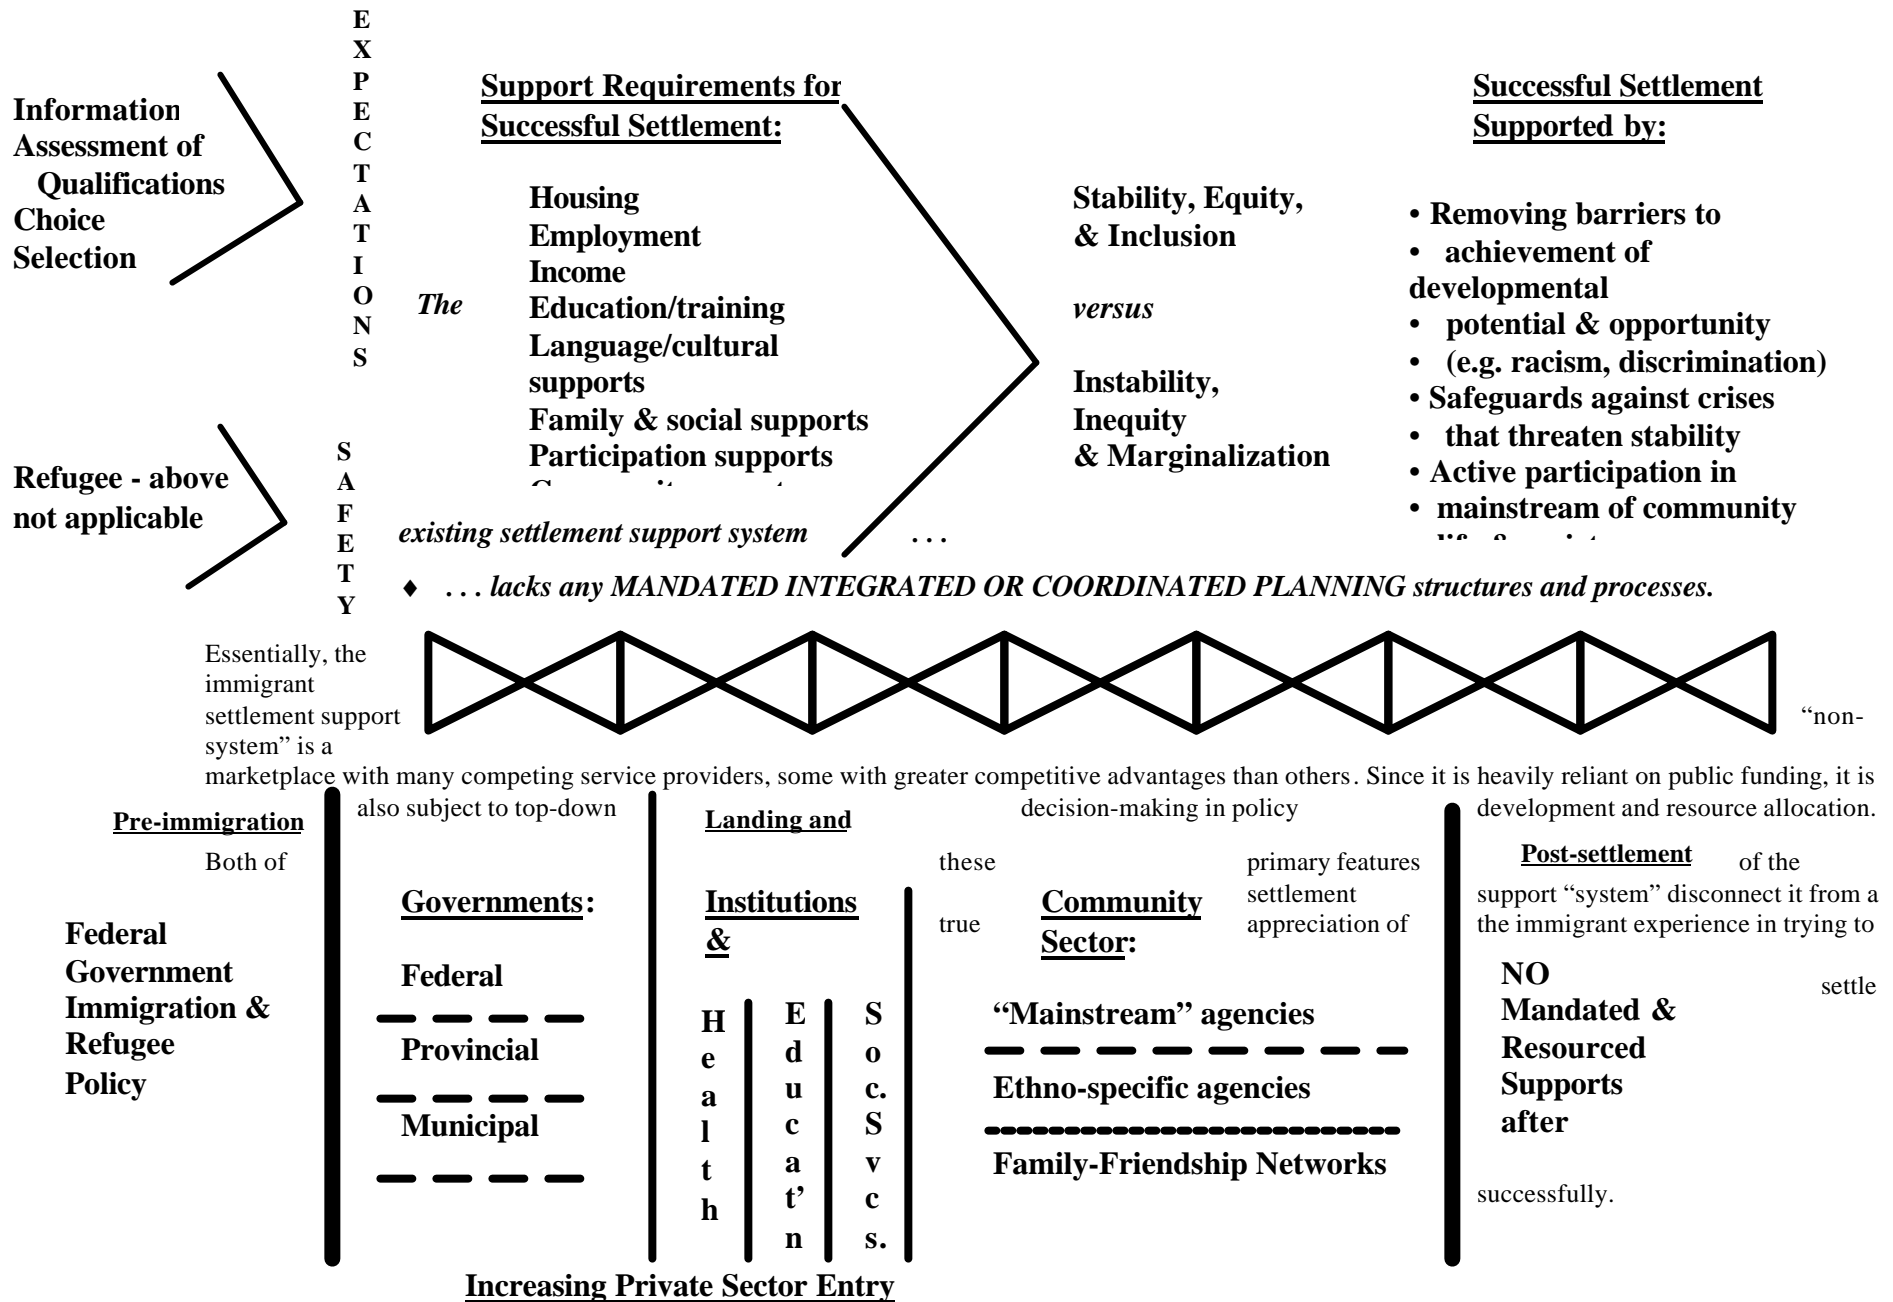 EXPECTATIONS
Information
Assessment of
Qualifications
Choice
Selection
Support Requirements for
Successful Settlement:
Housing
Employment
Income
Education/training
Language/cultural
supports
Family & social supports
Participation supports
Stability, Equity,
& Inclusion
versus
Instability,
Inequity
& Marginalization
Successful Settlement
Supported by:
• Removing barriers to
• achievement of
developmental
• potential & opportunity
• (e.g. racism, discrimination)
• Safeguards against crises
• that threaten stability
• Active participation in
• mainstream of community
Refugee - above
not applicable
SAFETY
The
existing settlement support system . . .
♦ . . . lacks any MANDATED INTEGRATED OR COORDINATED PLANNING structures and processes.
Essentially, the
immigrant
settlement support “non-
system” is a
marketplace with many competing service providers, some with greater competitive advantages than others. Since it is heavily reliant on public funding, it is
also subject to top-down decision-making in policy development and resource allocation.
Both of these primary features of the
settlement support “system” disconnect it from a
true appreciation of the immigrant experience in trying to
settle
successfully.
Pre-immigration
Federal
Government
Immigration &
Refugee
Policy
Governments:
Federal
Provincial
Municipal
Landing and
Institutions
&
Health
Educat’n
Soc. Svcs.
Community
Sector:
“Mainstream” agencies
Ethno-specific agencies
Family-Friendship Networks
Post-settlement
NO
Mandated &
Resourced
Supports
after
Increasing Private Sector Entry